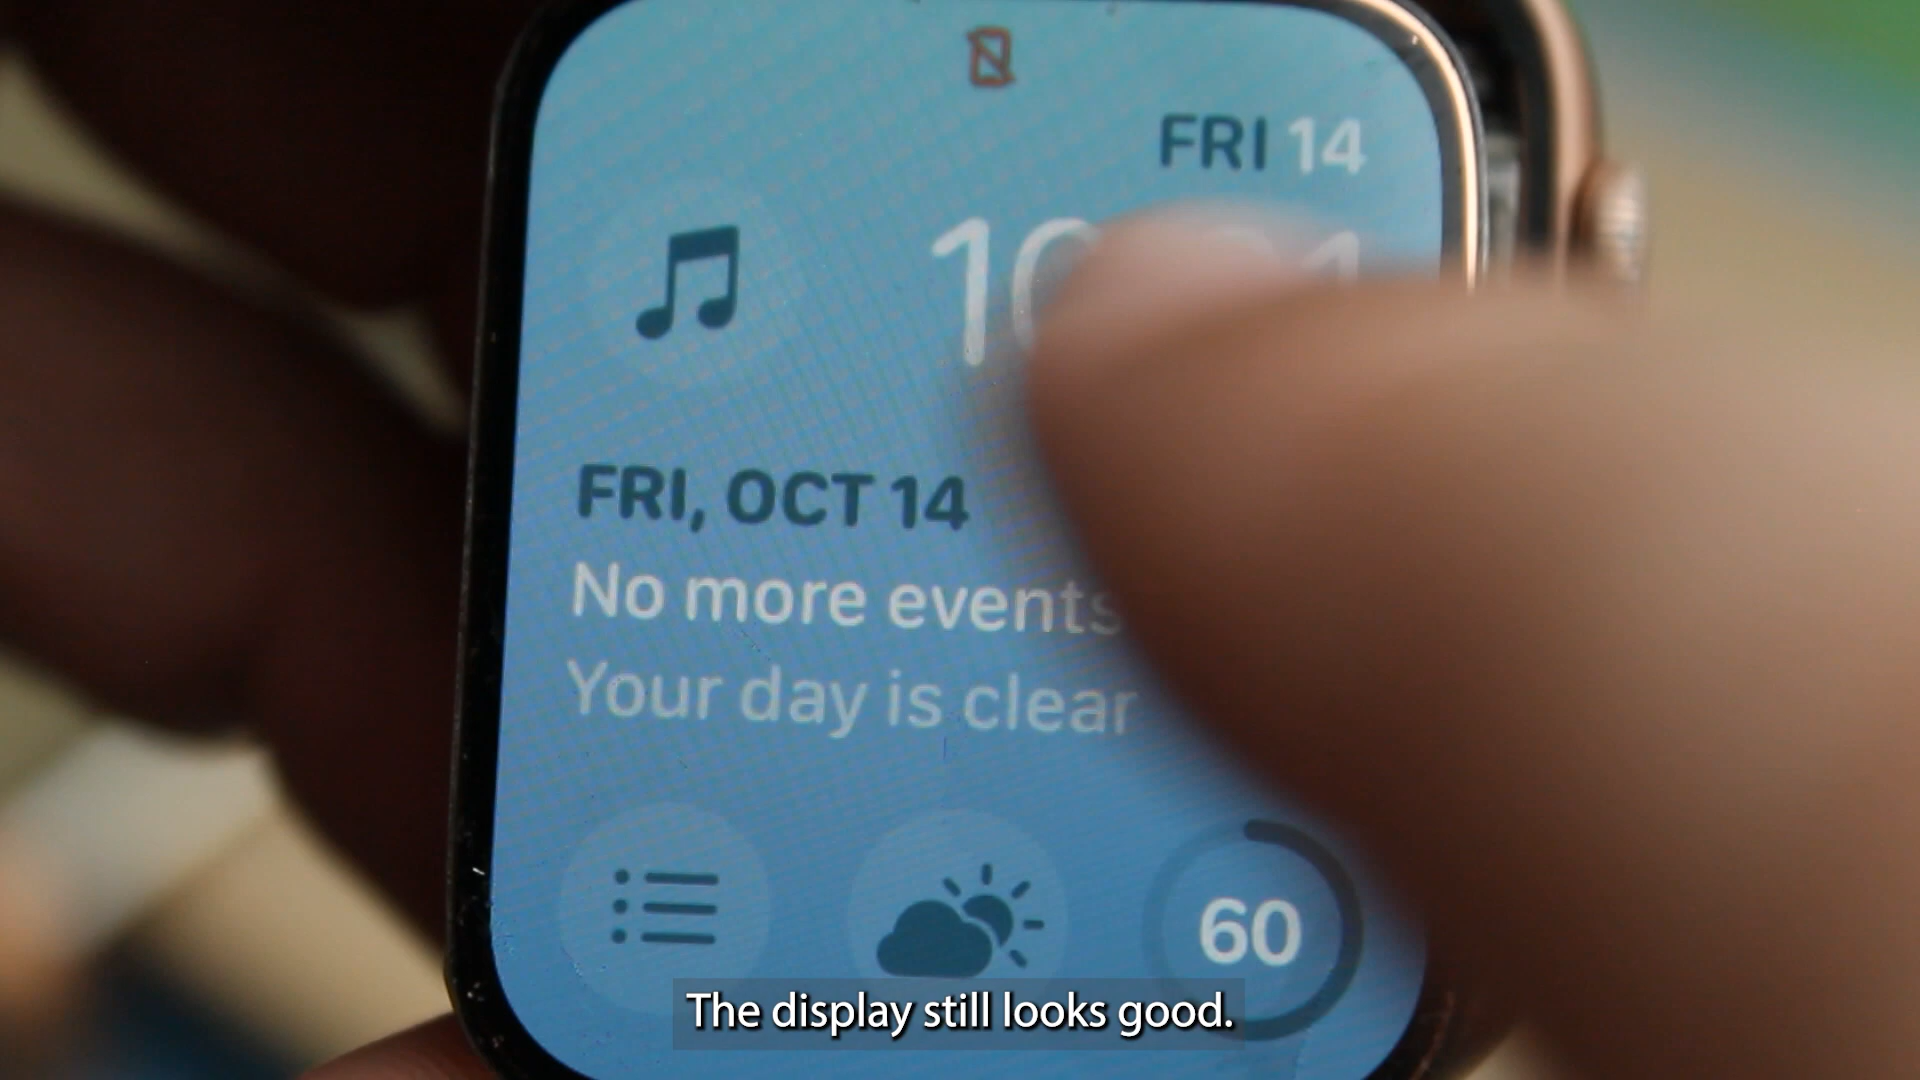 FRI 14
FRI, OCT 14
No more events
Your day is clear
60
The display still looks good.